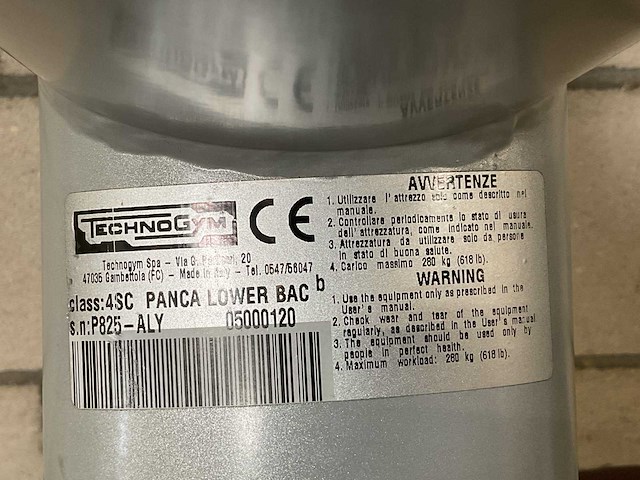 TECHNOGYM
CE
Technogym Spa - Via G. 20
47035 Gambettola (FC) - Made in Italy - Tel. 0547/56047
class:4SC PANCA LOWER BAC b
s.n:P825-ALY 05000120
AVVERTENZE
1. Utilizzare l'attrezzo solo come descritto nel
manuale.
2. Controllare periodicamente lo stato di usura
dell'attrezzatura, come indicato nel manuale.
3. Attrezzatura da utilizzare solo da persone
in stato di buona salute.
4. Carico massimo 280 kg (618 lb).
WARNING
1. Use the equipment only as prescribed in the
User's manual.
2. Check wear and tear of the equipment
regularly, as described in the User's manual
3. The equipment should be used only by
people in perfect health.
4. Maximum workload: 280 kg (618 lb).